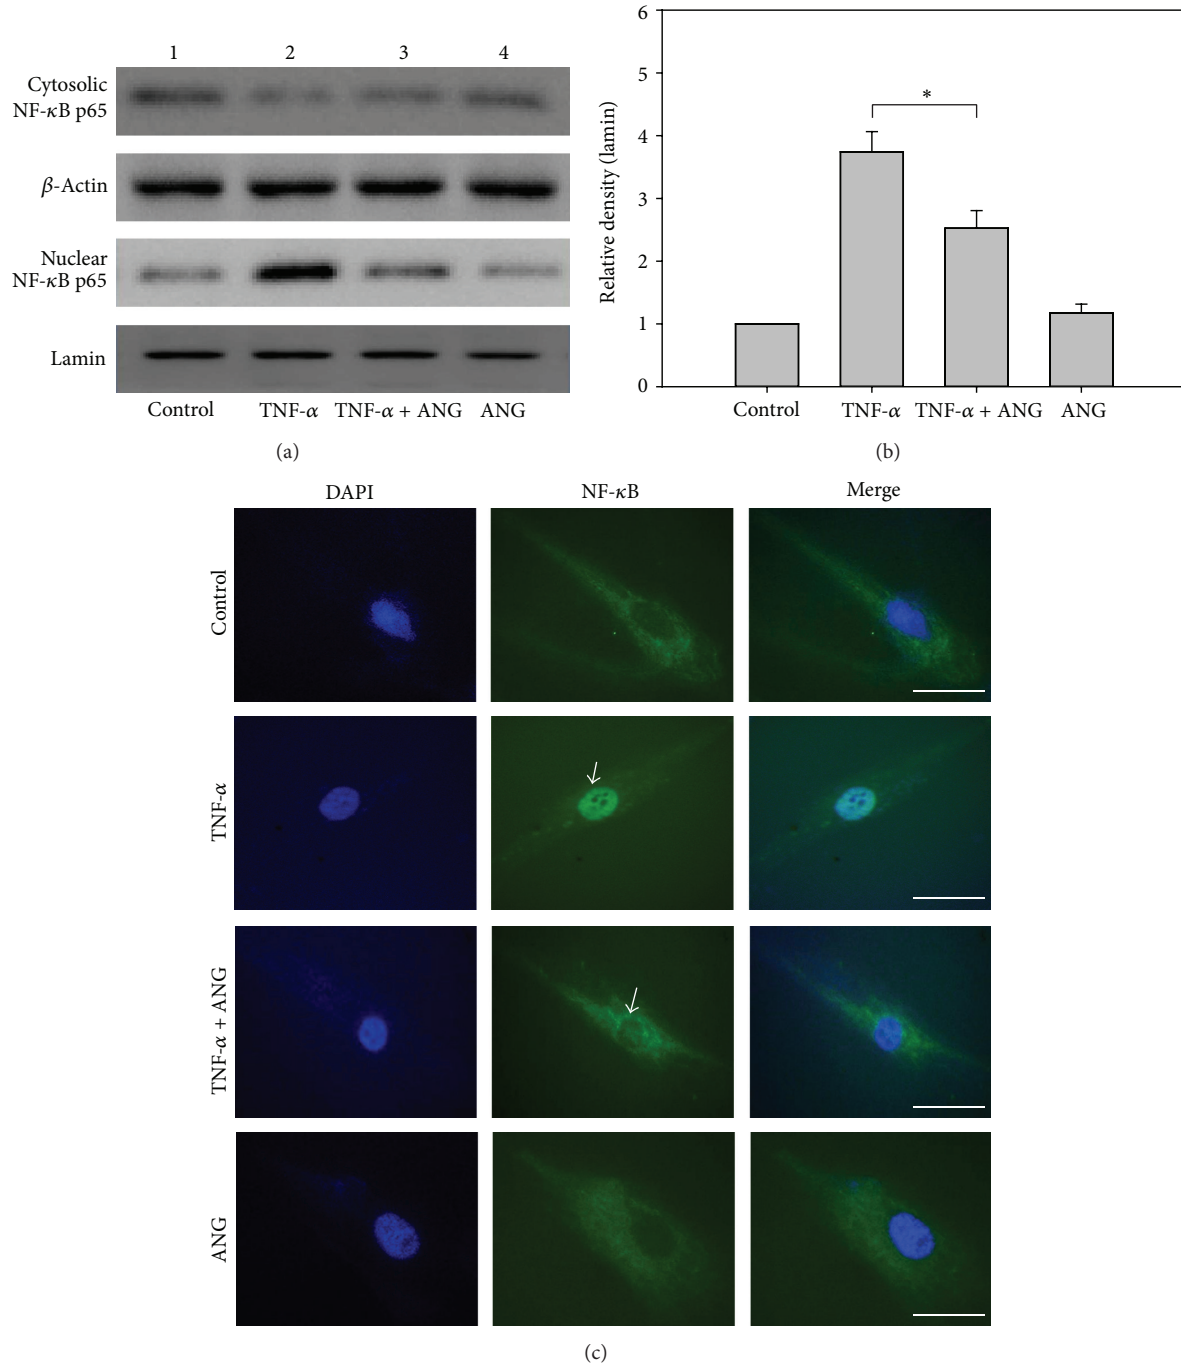 1 2 3 4
Cytosolic
NF-κB p65
β-Actin
Nuclear
NF-κB p65
Lamin
Control TNF-α TNF-α + ANG ANG
(a)
6
5
4
3
2
1
0
Relative density (lamin)
*
Control TNF-α TNF-α + ANG ANG
(b)
DAPI NF-κB Merge
Control
TNF-α
TNF-α + ANG
ANG
(c)